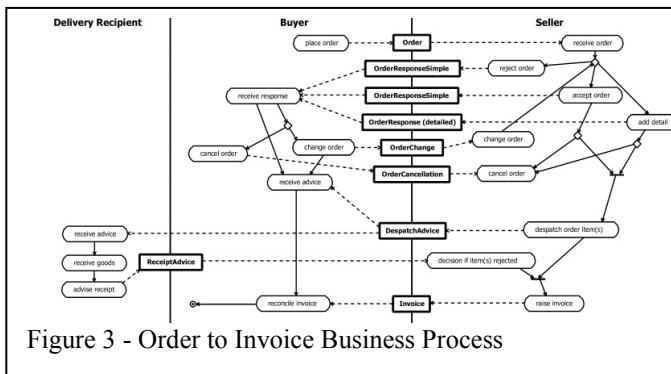 Delivery Recipient Buyer Seller
place order Order receive order
OrderResponseSimple reject order
receive response OrderResponseSimple accept order
OrderResponse (detailed) add detail
change order
cancel order change order OrderChange
OrderCancellation cancel order
receive advice
receive advice DespatchAdvice despatch order item(s)
receive goods ReceiptAdvice decision if item(s) rejected
advise receipt
reconcile invoice Invoice raise invoice
Figure 3 - Order to Invoice Business Process